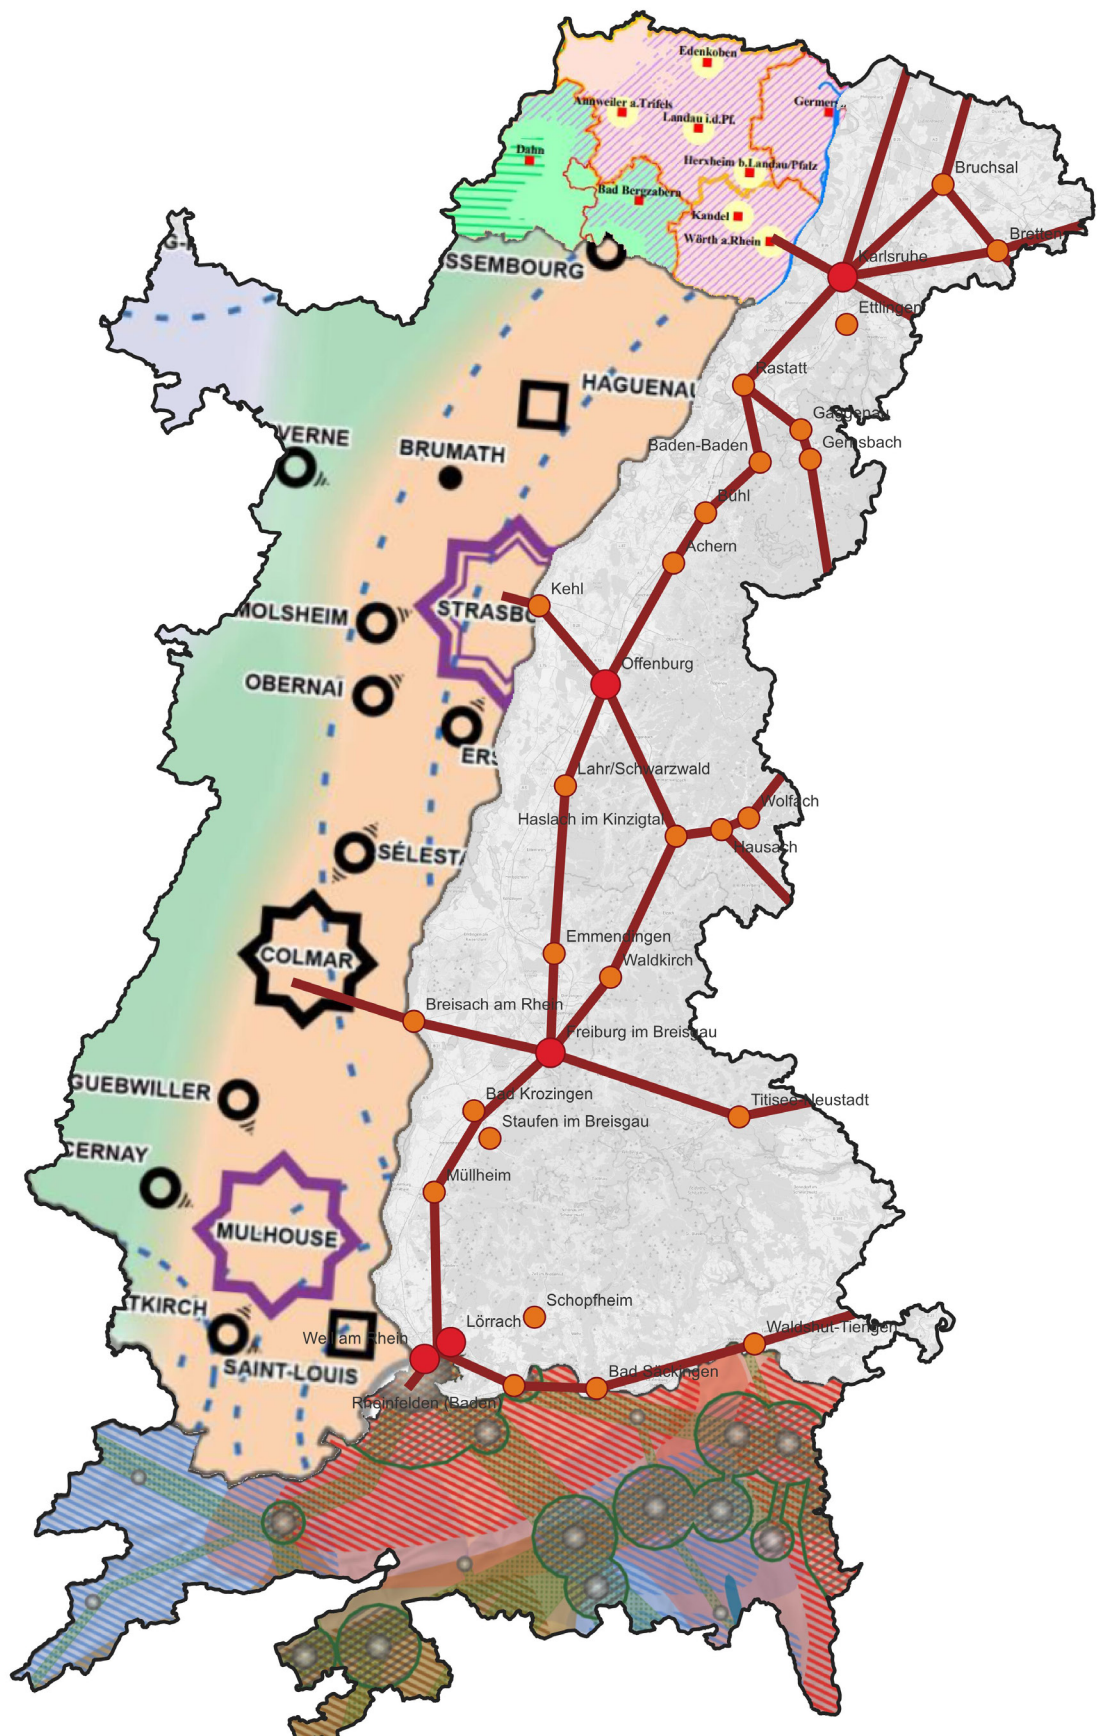 Edenkoben
Annweiler a.Trifels
Germer
Landau i.d.Pf.
Dahn
Herxheim b.Landau/Pfalz
Bruchsal
Bad Bergzabern
Kandel
Bretten
Wörth a.Rhein
G-
SSEMBOURG
Karlsruhe
Ettlingen
Rastatt
HAGUENAU
Gaggenau
VERNE
BRUMATH
Baden-Baden
Gernsbach
Bühl
Achern
Kehl
MOLSHEIM
STRASBO
Offenburg
OBERNAI
ERS
Lahr/Schwarzwald
Wolfach
Haslach im Kinzigtal
SÉLESTA
Hausach
Emmendingen
COLMAR
Waldkirch
Breisach am Rhein
Freiburg im Breisgau
GUEBWILLER
Bad Krozingen
Titisee-Neustadt
Staufen im Breisgau
CERNAY
Müllheim
MULHOUSE
Schopfheim
TKIRCH
Lörrach
Weil am Rhein
Waldshut-Tiengen
SAINT-LOUIS
Bad Säckingen
Rheinfelden (Baden)